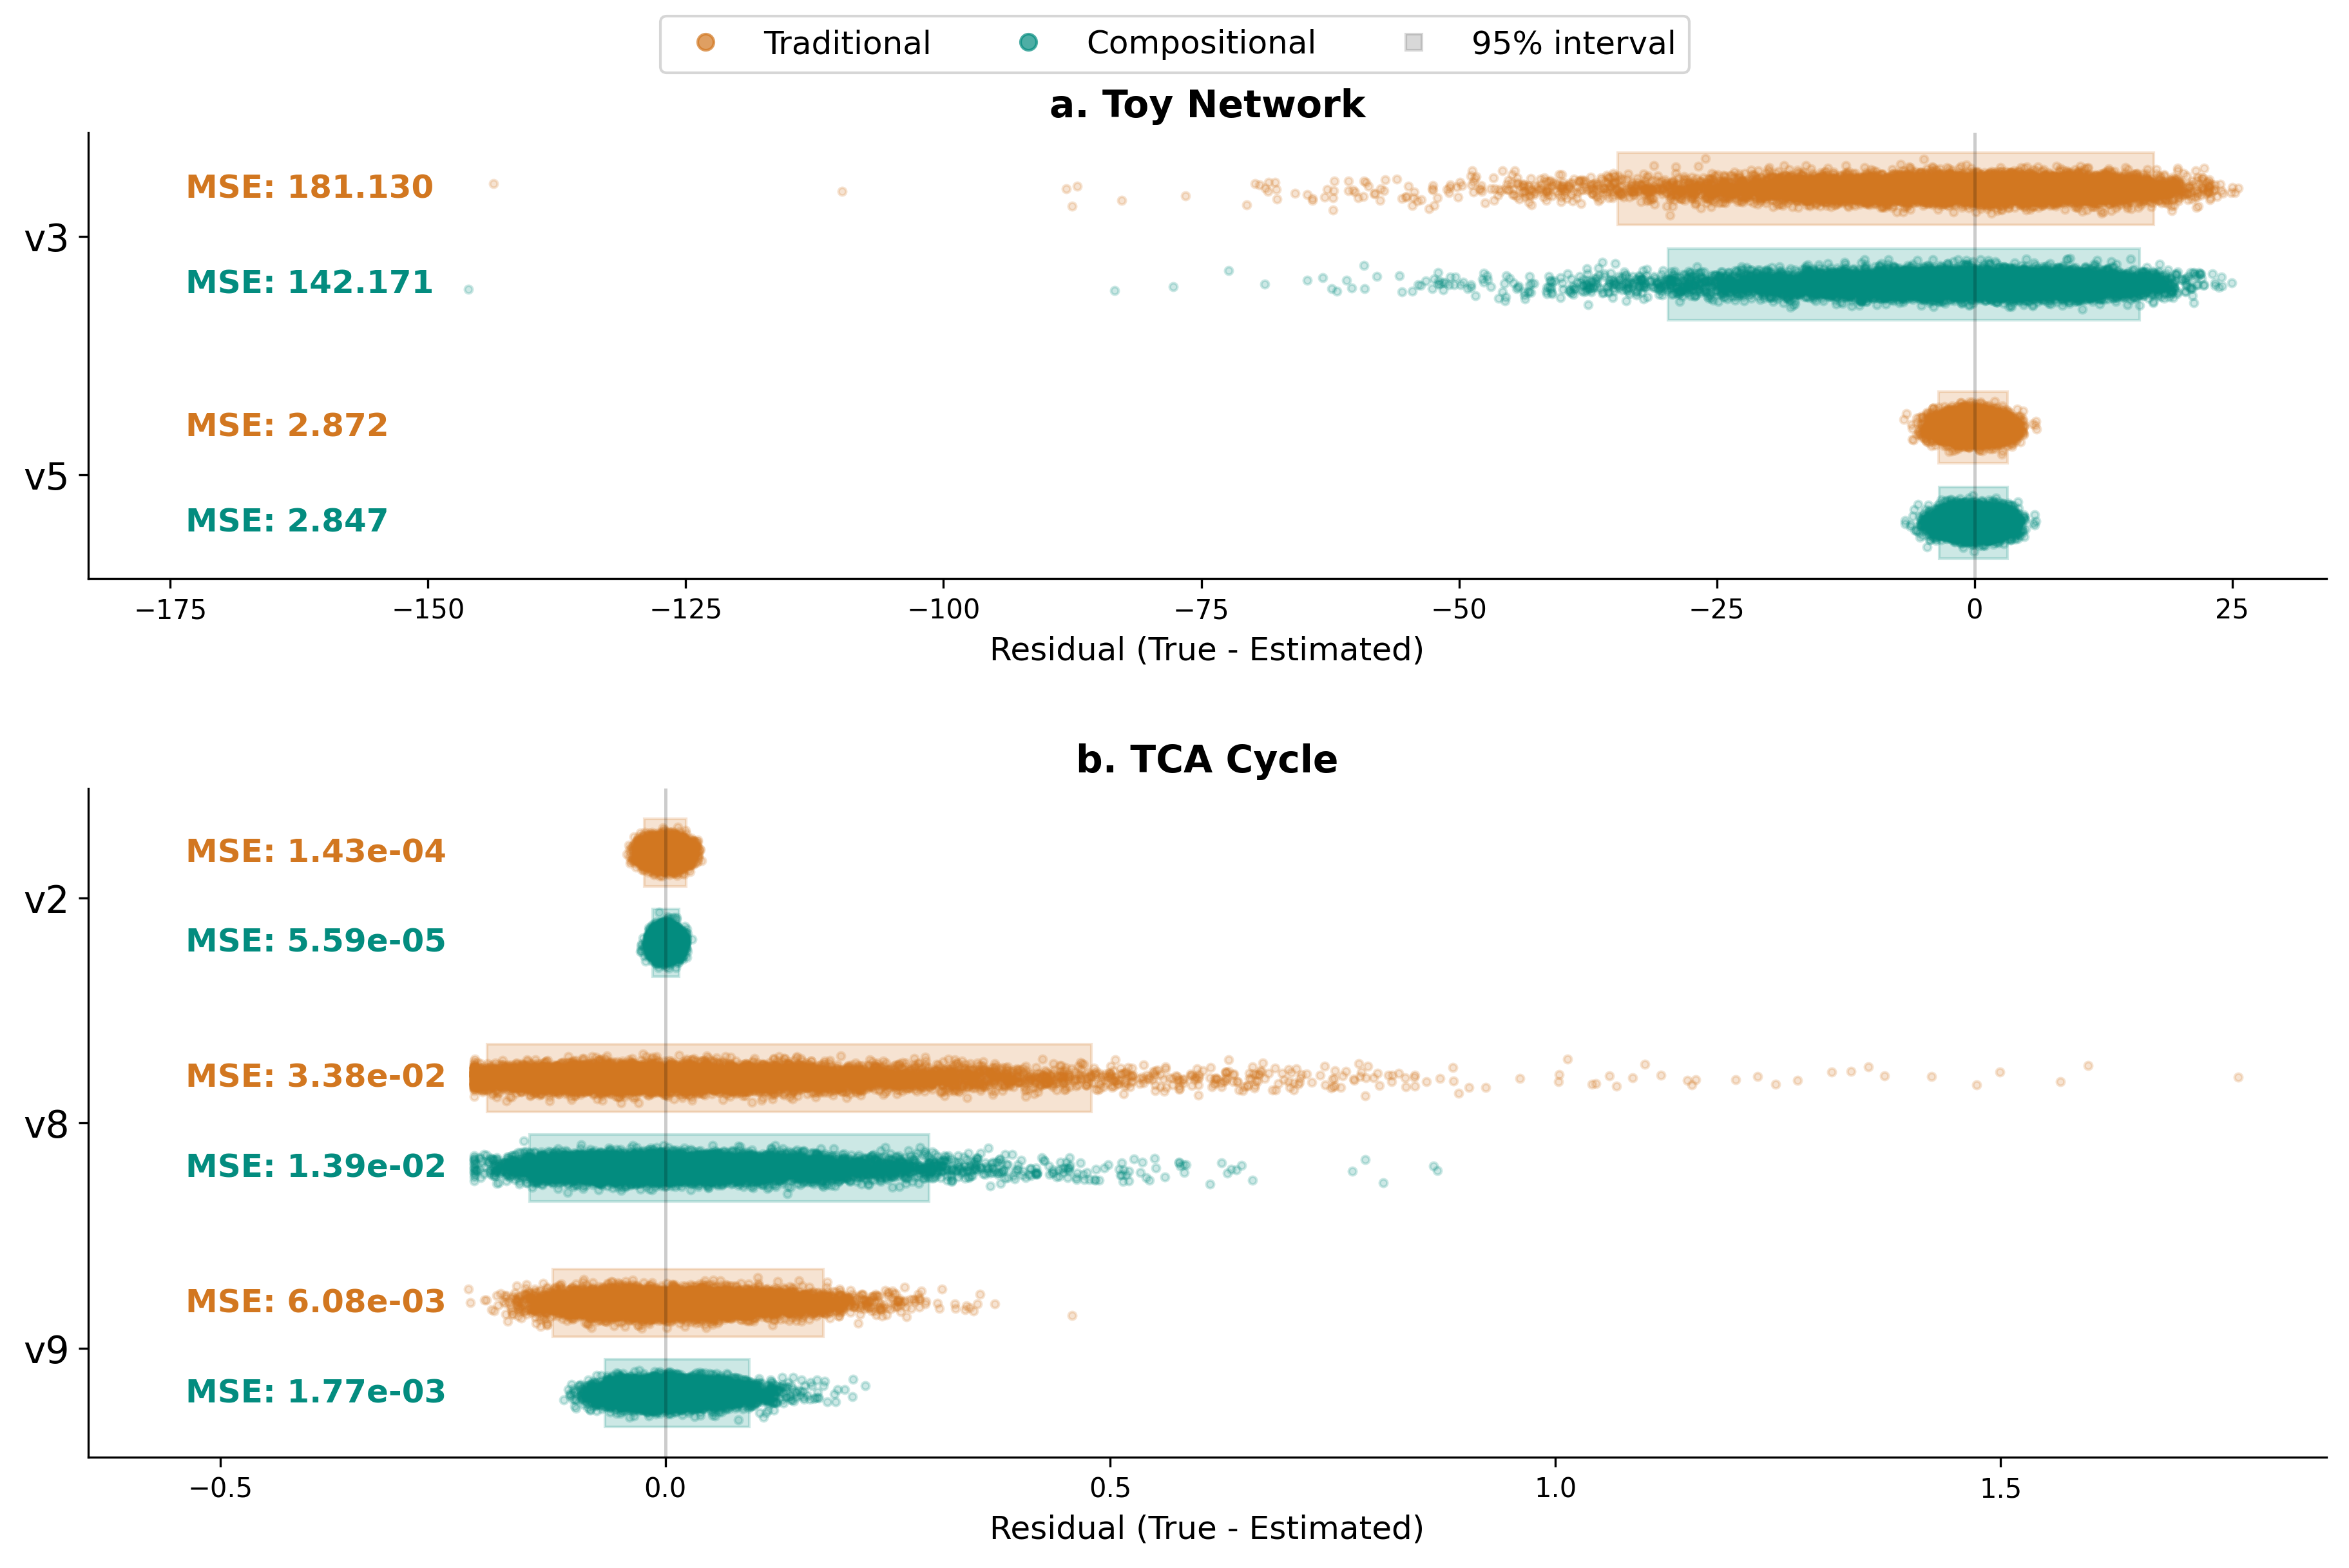 Traditional Compositional 95% interval
a. Toy Network
MSE: 181.130
v3
MSE: 142.171
MSE: 2.872
v5
MSE: 2.847
−175 −150 −125 −100 −75 −50 −25 0 25
Residual (True - Estimated)
b. TCA Cycle
MSE: 1.43e-04
v2
MSE: 5.59e-05
MSE: 3.38e-02
v8
MSE: 1.39e-02
MSE: 6.08e-03
v9
MSE: 1.77e-03
−0.5 0.0 0.5 1.0 1.5
Residual (True - Estimated)